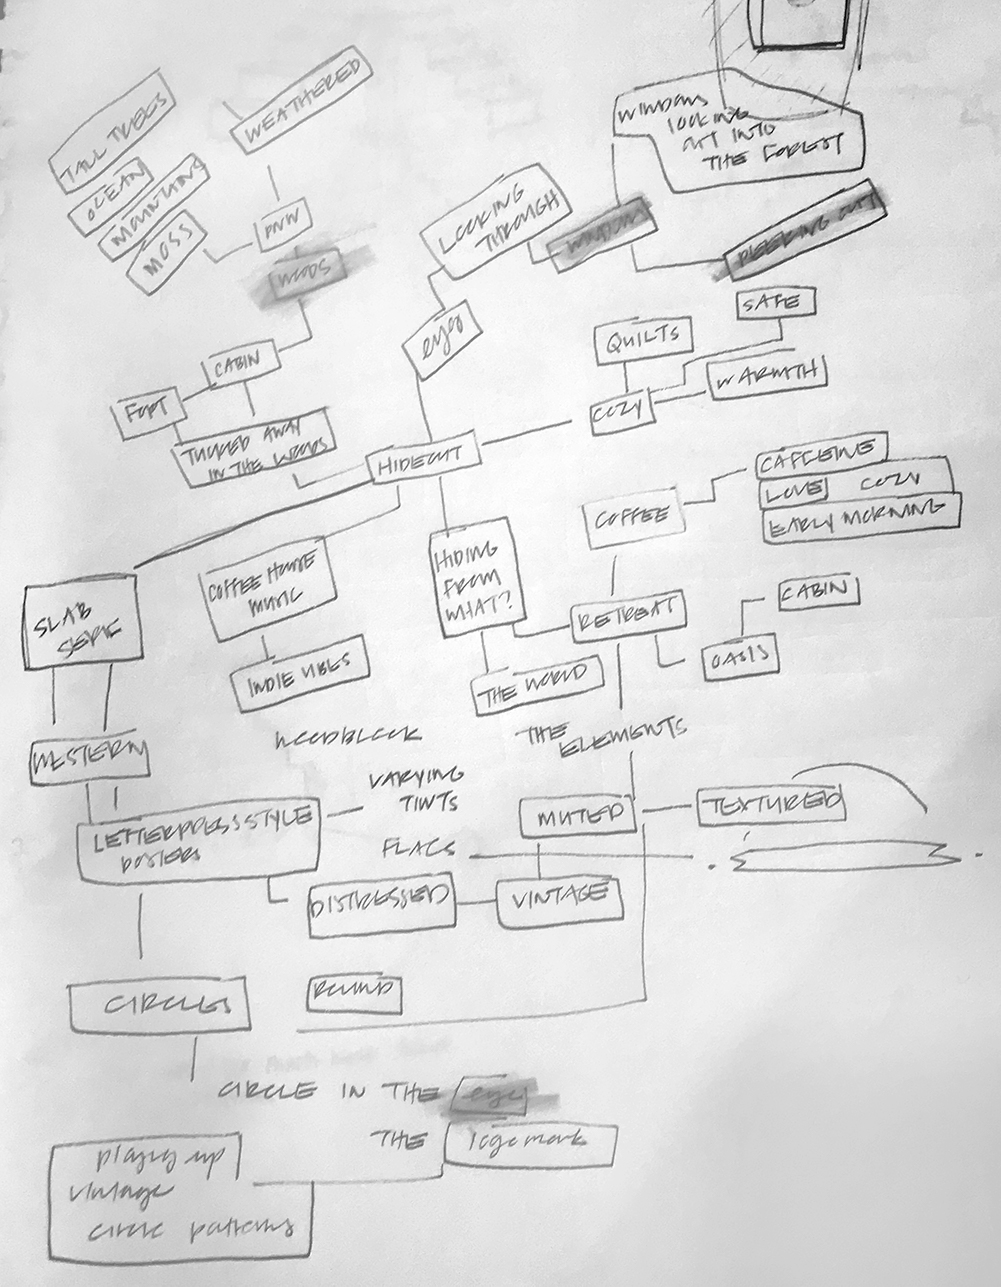 TALL TREES
OCEAN
MOUNTAINS
MOSS
WEATHERED
PNW
WOODS
WINDOWS
LOOKING
OUT INTO
THE FOREST
LOOKING
THROUGH
WINDOW
PEEKING OUT
eyes
CABIN
FORT
TUCKED AWAY
IN THE WOODS
QUILTS
SAFE
WARMTH
COZY
HIDEOUT
COFFEE
CAFFEINE
LOVE COZY
EARLY MORNING
SLAB
SERIF
COFFEE HOUSE
MUSIC
INDIE VIBES
HIDING
FROM
WHAT?
THE WORLD
RETREAT
CABIN
OASIS
WESTERN
WOODBLOCK
THE
ELEMENTS
LETTERPRESS STYLE
POSTERS
VARYING
TINTS
FLAGS
MUTED
TEXTURED
DISTRESSED
VINTAGE
CIRCLES
ROUND
CIRCLE IN THE eye
THE logomark
playing up
vintage
circle patterns